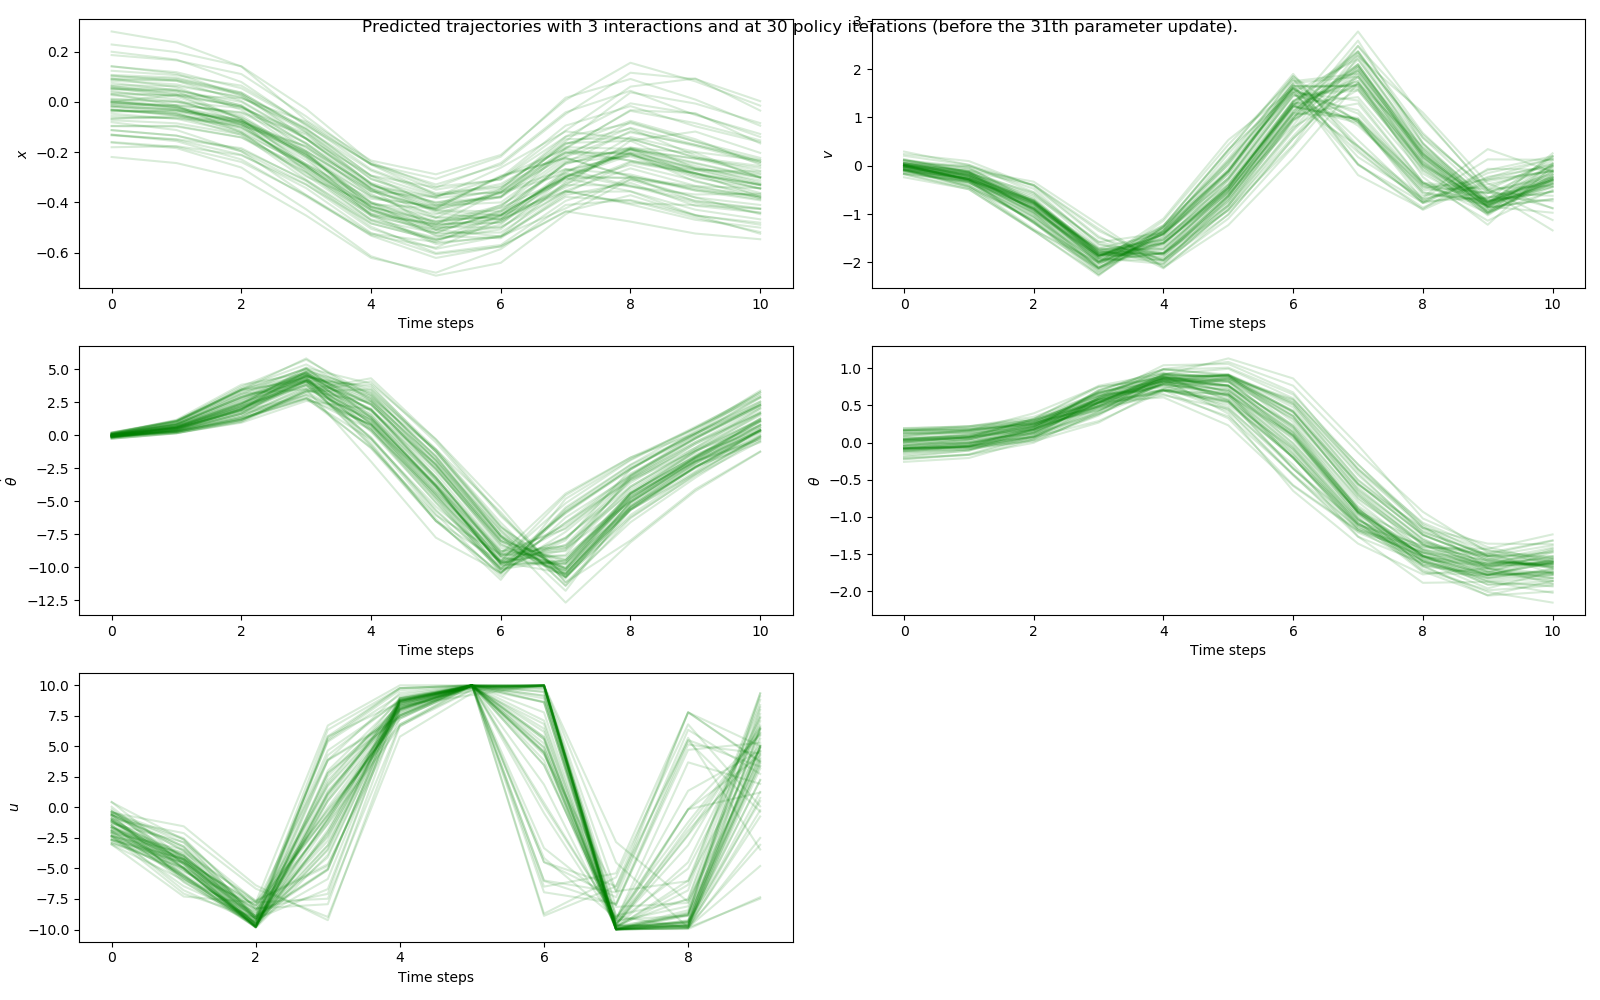 Predicted trajectories with 3 interactions and at 30 policy iterations (before the 31th parameter update).
0.2
0.0
−0.2
−0.4
−0.6
x
0 2 4 6 8 10
Time steps
3
2
1
0
−1
−2
v
0 2 4 6 8 10
Time steps
5.0
2.5
0.0
−2.5
−5.0
−7.5
−10.0
−12.5
θ̇
0 2 4 6 8 10
Time steps
1.0
0.5
0.0
−0.5
−1.0
−1.5
−2.0
θ
0 2 4 6 8 10
Time steps
10.0
7.5
5.0
2.5
0.0
−2.5
−5.0
−7.5
−10.0
u
0 2 4 6 8
Time steps